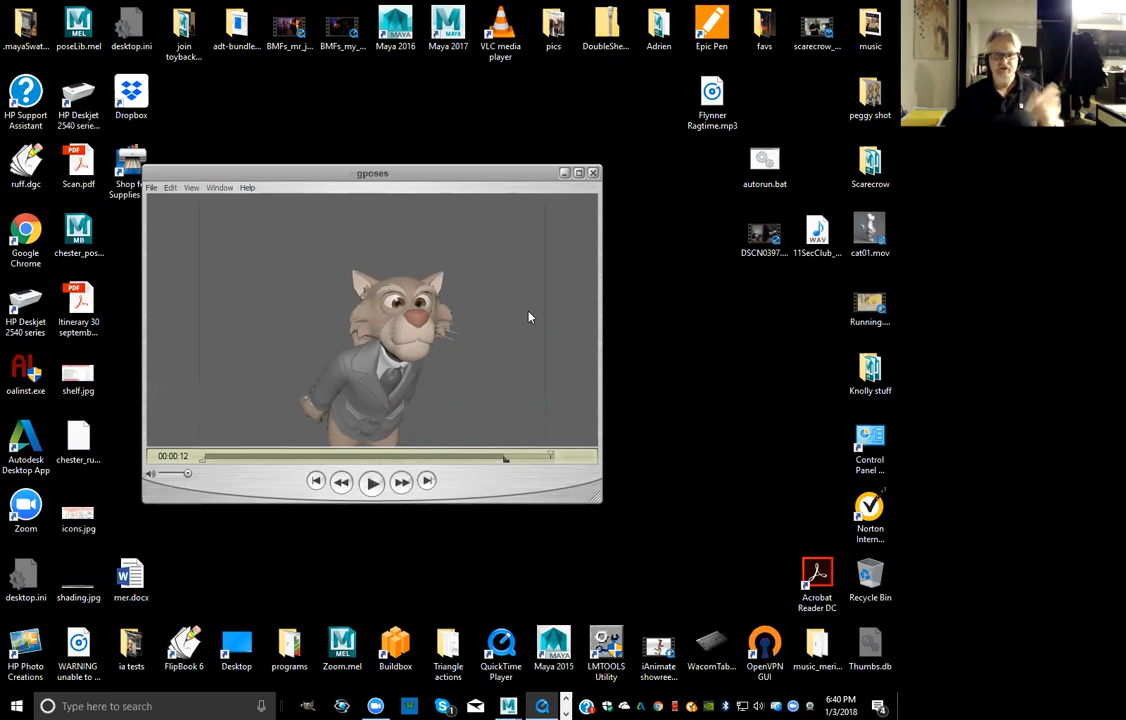 .mayaSwat...
poseLib.mel
desktop.ini
join
toyback...
adt-bundle...
BMFs_mr_j...
BMFs_my_...
Maya 2016
Maya 2017
VLC media
player
pics
DoubleShe...
Adrien
Epic Pen
favs
scarecrow_...
music
HP Support
Assistant
HP Deskjet
2540 serie...
Dropbox
Flynner
Ragtime.mp3
peggy shot
ruff.dgc
Scan.pdf
Shop f
Supplies
autorun.bat
Scarecrow
gposes
File Edit View Window Help
Google
Chrome
chester_pos...
DSCN0397....
11SecClub_...
cat01.mov
HP Deskjet
2540 series
Itinerary 30
septemb...
Running....
oalinst.exe
shelf.jpg
Knolly stuff
Autodesk
Desktop App
chester_ru...
00:00:12
Control
Panel ...
Zoom
icons.jpg
Norton
Intern...
desktop.ini
shading.jpg
mer.docx
Acrobat
Reader DC
Recycle Bin
HP Photo
Creations
WARNING
unable to ...
ia tests
FlipBook 6
Desktop
programs
Zoom.mel
Buildbox
Triangle
actions
QuickTime
Player
Maya 2015
LMTOOLS
Utility
iAnimate
showree...
WacomTab...
OpenVPN
GUI
music_meri...
Thumbs.db
Type here to search
6:40 PM
1/3/2018